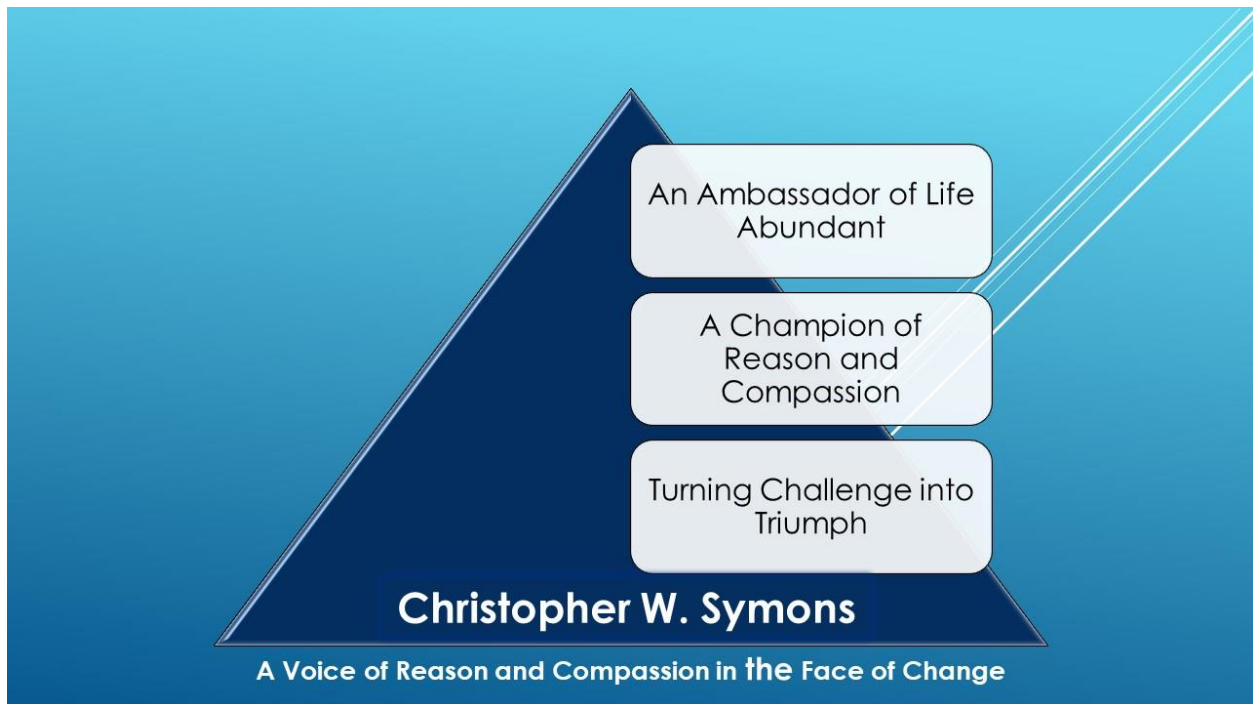 An Ambassador of Life
Abundant
A Champion of
Reason and
Compassion
Turning Challenge into
Triumph
Christopher W. Symons
A Voice of Reason and Compassion in the Face of Change